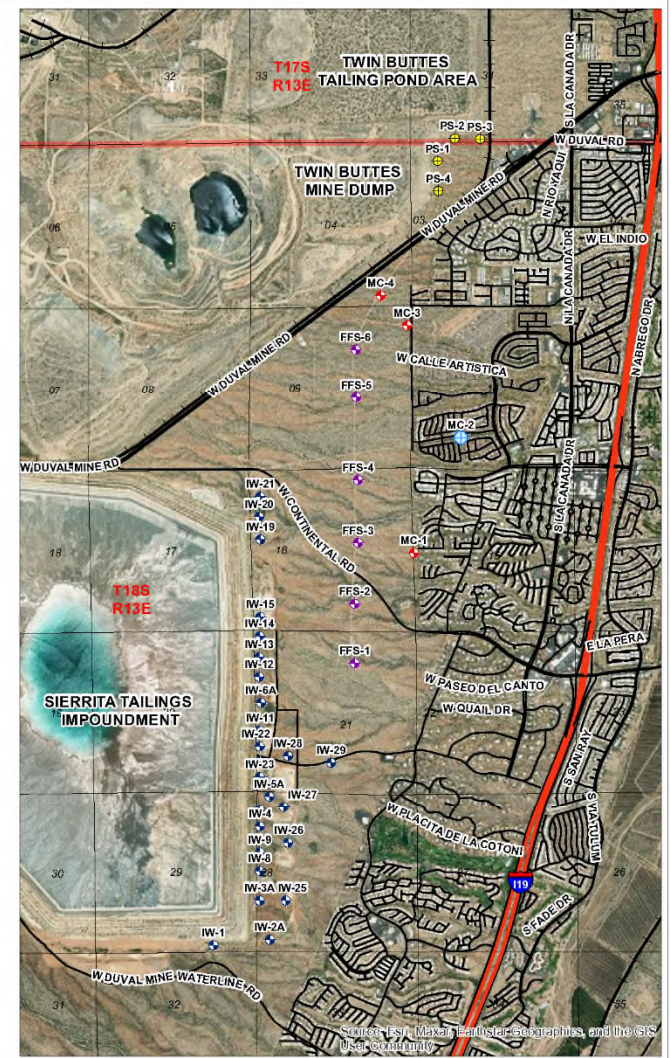 TWIN BUTTES
TAILING POND AREA
T17S
R13E
31
32
33
35
S LA CANADA DR
PS-2
PS-3
W DUVAL RD
PS-1
TWIN BUTTES
MINE DUMP
PS-4
N RIO YAQUI
W DUVAL MINE RD
04
03
W EL INDIO
N LA CANADA DR
N ABREGO DR
MC-4
MC-3
FFS-6
W CALLE ARTISTICA
W DUVAL MINE RD
07
08
09
FFS-5
MC-2
W DUVAL MINE RD
FFS-4
S LA CANADA DR
IW-21
IW-20
IW-19
W CONTINENTAL RD
FFS-3
MC-1
18
17
16
T18S
R13E
FFS-2
IW-15
IW-14
IW-13
IW-12
E LA PERA
FFS-1
W PASEO DEL CANTO
IW-6A
SIERRITA TAILINGS
IMPOUNDMENT
W QUAIL DR
IW-11
21
IW-22
IW-28
IW-29
S SAN RAY
IW-23
IW-5A
IW-27
IW-4
W PLACITA DE LA COTONI
S VIA TULUM
IW-26
IW-9
IW-8
30
29
28
26
I19
IW-3A
IW-25
S FADE DR
IW-1
IW-2A
W DUVAL MINE WATERLINE RD
31
32
35
Source: Esri, Maxar, Earthstar Geographics, and the GIS
User Community